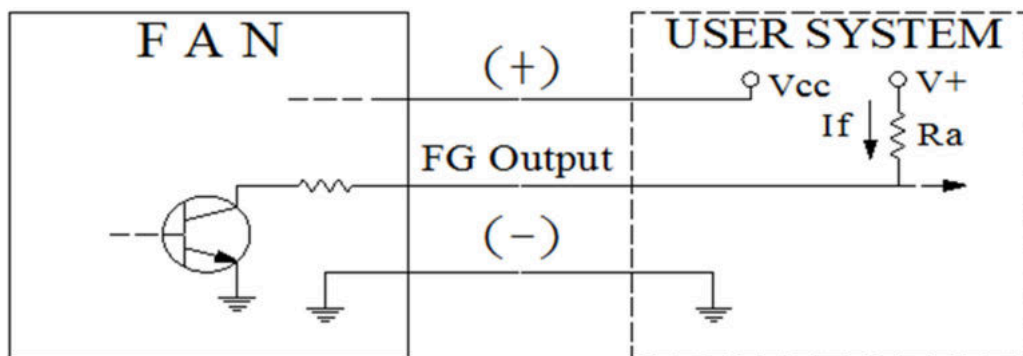 F A N
USER SYSTEM
(+)
Vcc
V+
If
Ra
FG Output
(-)